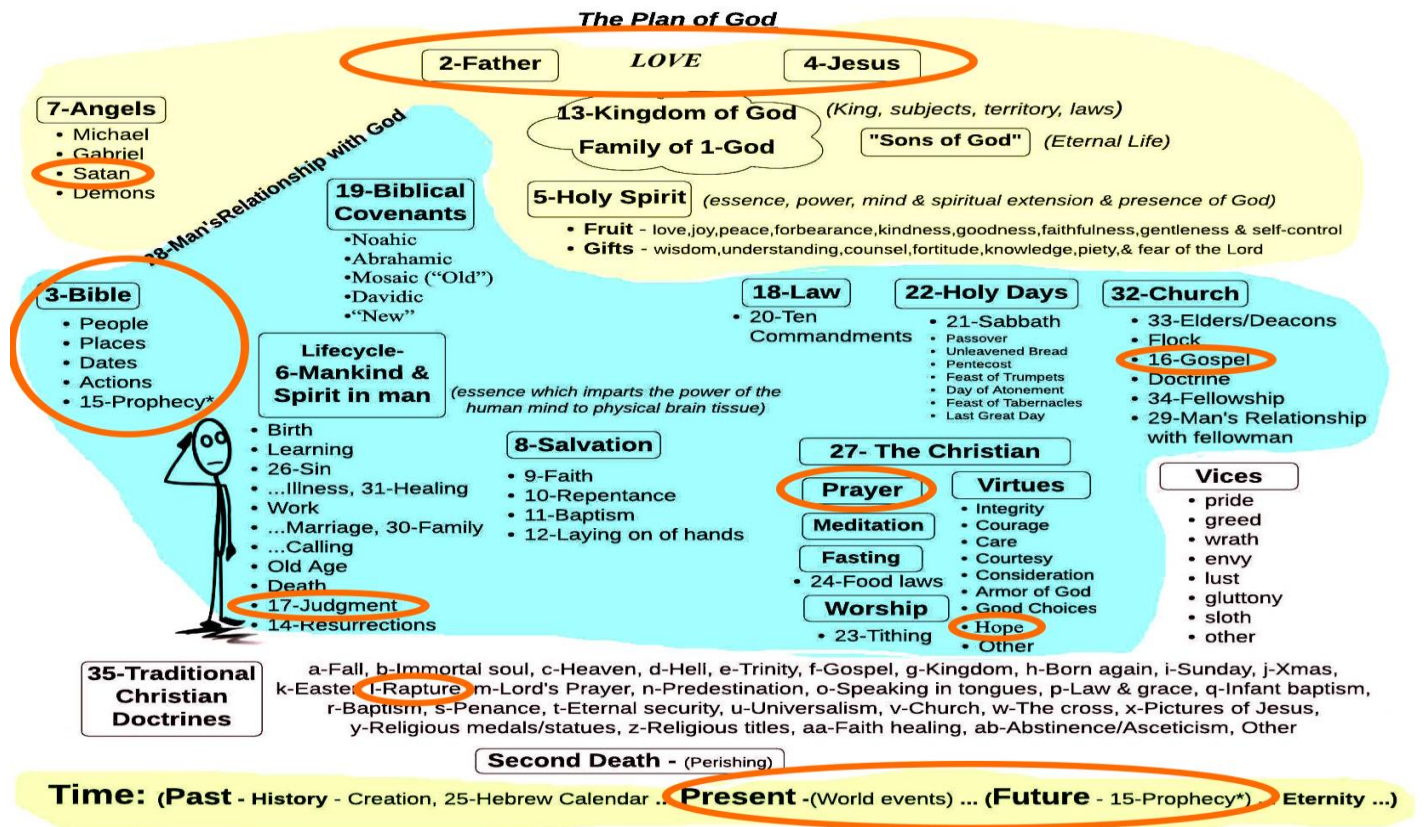 The Plan of God
2-Father LOVE 4-Jesus
7-Angels
• Michael
• Gabriel
• Satan
• Demons
13-Kingdom of God
Family of 1-God
(King, subjects, territory, laws)
"Sons of God" (Eternal Life)
28-Man'sRelationship with God
5-Holy Spirit (essence, power, mind & spiritual extension & presence of God)
• Fruit - love,joy,peace,forbearance,kindness,goodness,faithfulness,gentleness & self-control
• Gifts - wisdom,understanding,counsel,fortitude,knowledge,piety,& fear of the Lord
19-Biblical
Covenants
•Noahic
•Abrahamic
•Mosaic (“Old”)
•Davidic
•“New”
3-Bible
• People
• Places
• Dates
• Actions
• 15-Prophecy*
Lifecycle-
6-Mankind &
Spirit in man
(essence which imparts the power of the
human mind to physical brain tissue)
• Birth
• Learning
• 26-Sin
• ...Illness, 31-Healing
• Work
• ...Marriage, 30-Family
• ...Calling
• Old Age
• Death
• 17-Judgment
• 14-Resurrections
8-Salvation
• 9-Faith
• 10-Repentance
• 11-Baptism
• 12-Laying on of hands
18-Law
• 20-Ten
Commandments
22-Holy Days
• 21-Sabbath
• Passover
• Unleavened Bread
• Pentecost
• Feast of Trumpets
• Day of Atonement
• Feast of Tabernacles
• Last Great Day
32-Church
• 33-Elders/Deacons
• Flock
• 16-Gospel
• Doctrine
• 34-Fellowship
• 29-Man's Relationship
with fellowman
27- The Christian
Prayer
Meditation
Fasting
• 24-Food laws
Worship
• 23-Tithing
Virtues
• Integrity
• Courage
• Care
• Courtesy
• Consideration
• Armor of God
• Good Choices
• Hope
• Other
Vices
• pride
• greed
• wrath
• envy
• lust
• gluttony
• sloth
• other
35-Traditional
Christian
Doctrines
a-Fall, b-Immortal soul, c-Heaven, d-Hell, e-Trinity, f-Gospel, g-Kingdom, h-Born again, i-Sunday, j-Xmas,
k-Easter, l-Rapture, m-Lord's Prayer, n-Predestination, o-Speaking in tongues, p-Law & grace, q-Infant baptism,
r-Baptism, s-Penance, t-Eternal security, u-Universalism, v-Church, w-The cross, x-Pictures of Jesus,
y-Religious medals/statues, z-Religious titles, aa-Faith healing, ab-Abstinence/Asceticism, Other
Second Death - (Perishing)
Time: (Past - History - Creation, 25-Hebrew Calendar ... Present -(World events) ... (Future - 15-Prophecy*) ... Eternity ...)